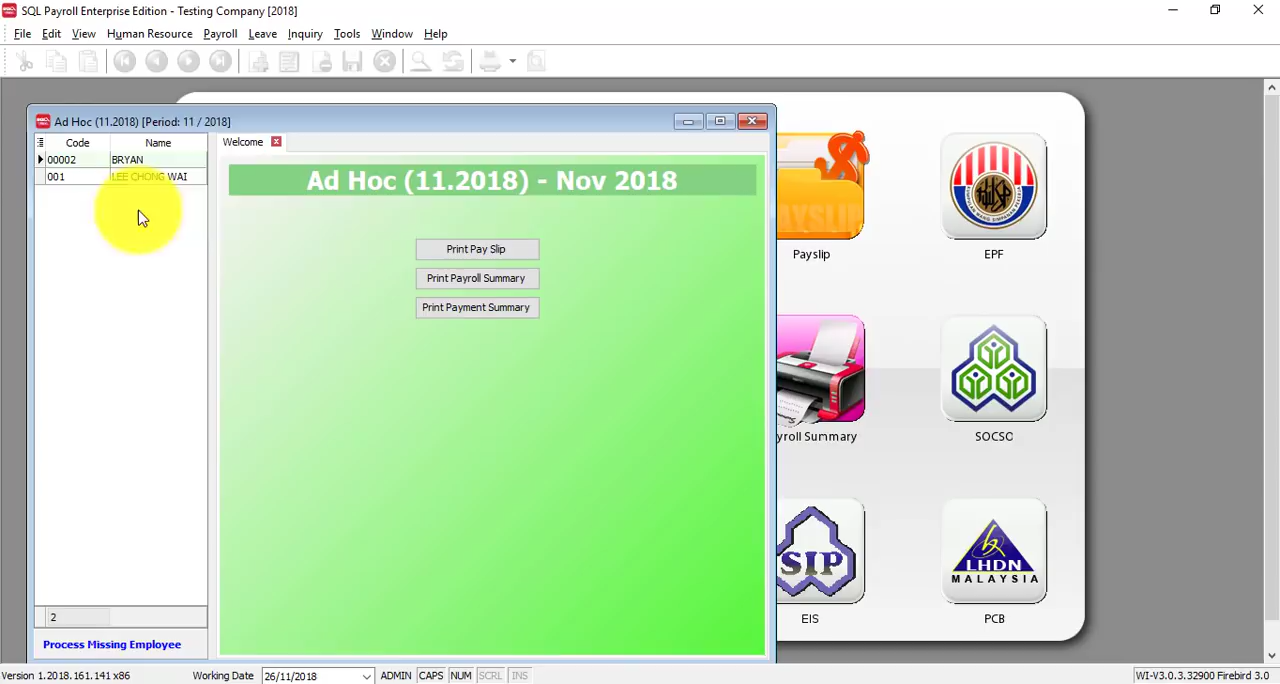 SQL Payroll Enterprise Edition - Testing Company [2018]
File Edit View Human Resource Payroll Leave Inquiry Tools Window Help
Ad Hoc (11.2018) [Period: 11 / 2018]
Code Name
00002 BRYAN
001 LEE CHONG WAI
Welcome
Ad Hoc (11.2018) - Nov 2018
Print Pay Slip
Print Payroll Summary
Print Payment Summary
2
Process Missing Employee
PAYSLIP
Payslip
EPF
yroll Summary
SOCSO
SIP
EIS
LHDN
MALAYSIA
PCB
Version 1.2018.161.141 x86 Working Date 26/11/2018 ADMIN CAPS NUM SCRL INS WI-V3.0.3.32900 Firebird 3.0